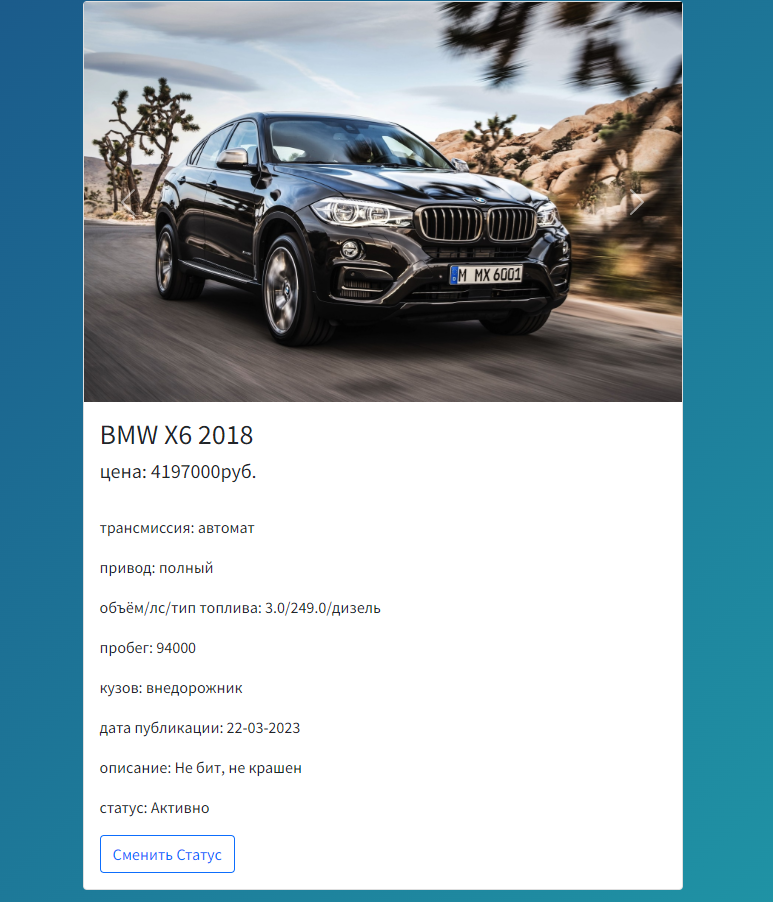 M MX 6001
BMW X6 2018
цена: 4197000руб.
трансмиссия: автомат
привод: полный
объём/лс/тип топлива: 3.0/249.0/дизель
пробег: 94000
кузов: внедорожник
дата публикации: 22-03-2023
описание: Не бит, не крашен
статус: Активно
Сменить Статус